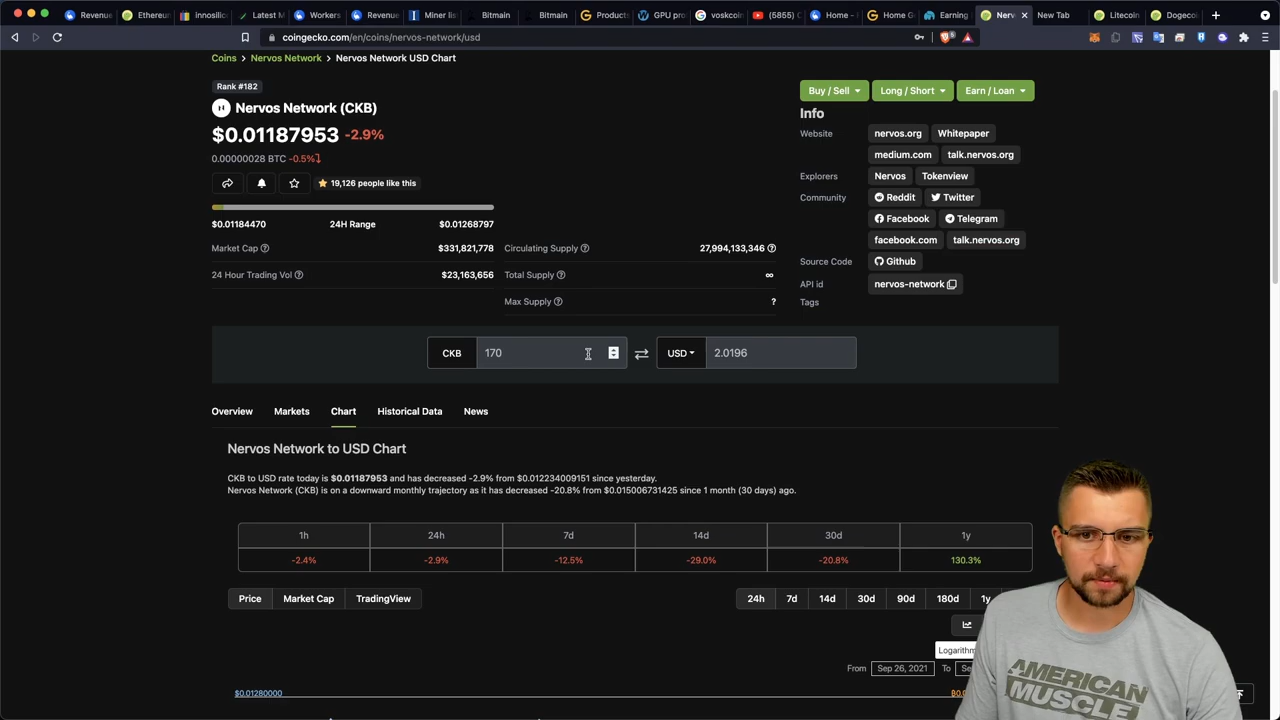 Revenue
Ethereum
innosilic
Latest M
Workers
Revenue
Miner lis
Bitmain
Bitmain
Products
GPU pro
voskcoin
(5855)
Home -
Home G
Earning
Nerv
New Tab
Litecoin
Dogeco
coingecko.com/en/coins/nervos-network/usd
Coins > Nervos Network > Nervos Network USD Chart
Rank #182
Nervos Network (CKB)
$0.01187953 -2.9%
0.00000028 BTC -0.5%
19,126 people like this
$0.01184470 24H Range $0.01268797
Market Cap $331,821,778 Circulating Supply 27,994,133,346
24 Hour Trading Vol $23,163,656 Total Supply ∞
Max Supply ?
Buy / Sell Long / Short Earn / Loan
Info
Website nervos.org Whitepaper
medium.com talk.nervos.org
Explorers Nervos Tokenview
Community Reddit Twitter
Facebook Telegram
facebook.com talk.nervos.org
Source Code Github
API id nervos-network
Tags
CKB 170 USD 2.0196
Overview Markets Chart Historical Data News
Nervos Network to USD Chart
CKB to USD rate today is $0.01187953 and has decreased -2.9% from $0.012234009151 since yesterday.
Nervos Network (CKB) is on a downward monthly trajectory as it has decreased -20.8% from $0.015006731425 since 1 month (30 days) ago.
1h 24h 7d 14d 30d 1y
-2.4% -2.9% -12.5% -29.0% -20.8% 130.3%
Price Market Cap TradingView 24h 7d 14d 30d 90d 180d 1y
Logarithm
From Sep 26, 2021 To Se
$0.01280000
AMERICAN
MUSCLE